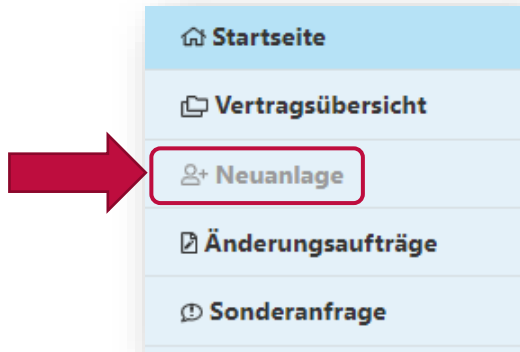 Startseite
Vertragsübersicht
Neuanlage
Änderungsaufträge
Sonderanfrage